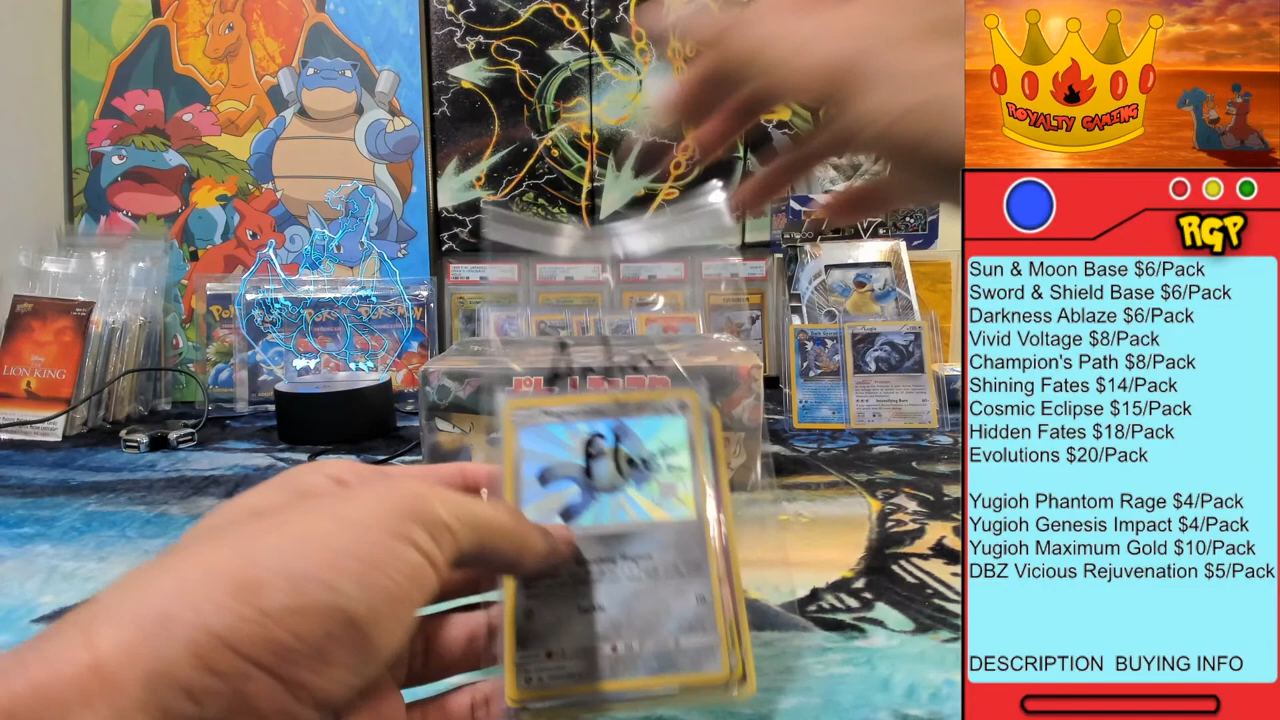 ROYALTY GAMING
RGP
Sun & Moon Base $6/Pack
Sword & Shield Base $6/Pack
Darkness Ablaze $6/Pack
Vivid Voltage $8/Pack
Champion's Path $8/Pack
Shining Fates $14/Pack
Cosmic Eclipse $15/Pack
Hidden Fates $18/Pack
Evolutions $20/Pack
Yugioh Phantom Rage $4/Pack
Yugioh Genesis Impact $4/Pack
Yugioh Maximum Gold $10/Pack
DBZ Vicious Rejuvenation $5/Pack
DESCRIPTION BUYING INFO
Disney
THE
LION KING